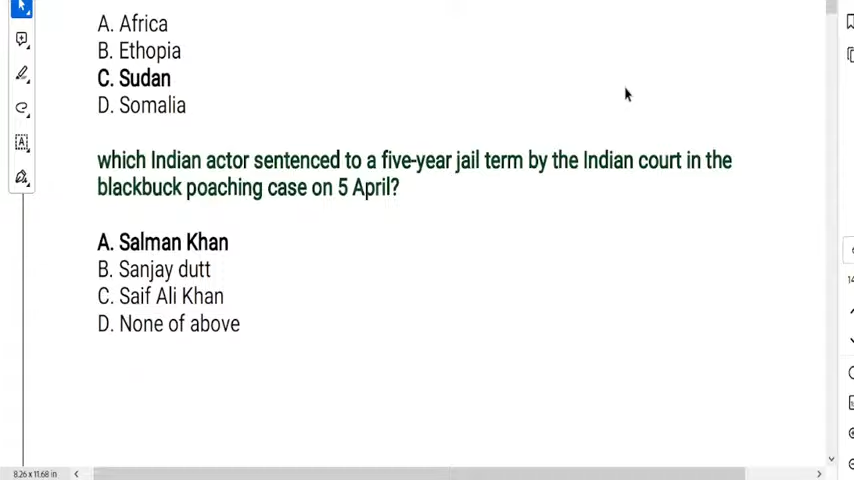 A. Africa
B. Ethopia
C. Sudan
D. Somalia
which Indian actor sentenced to a five-year jail term by the Indian court in the
blackbuck poaching case on 5 April?
A. Salman Khan
B. Sanjay dutt
C. Saif Ali Khan
D. None of above
8.26 x 11.68 in